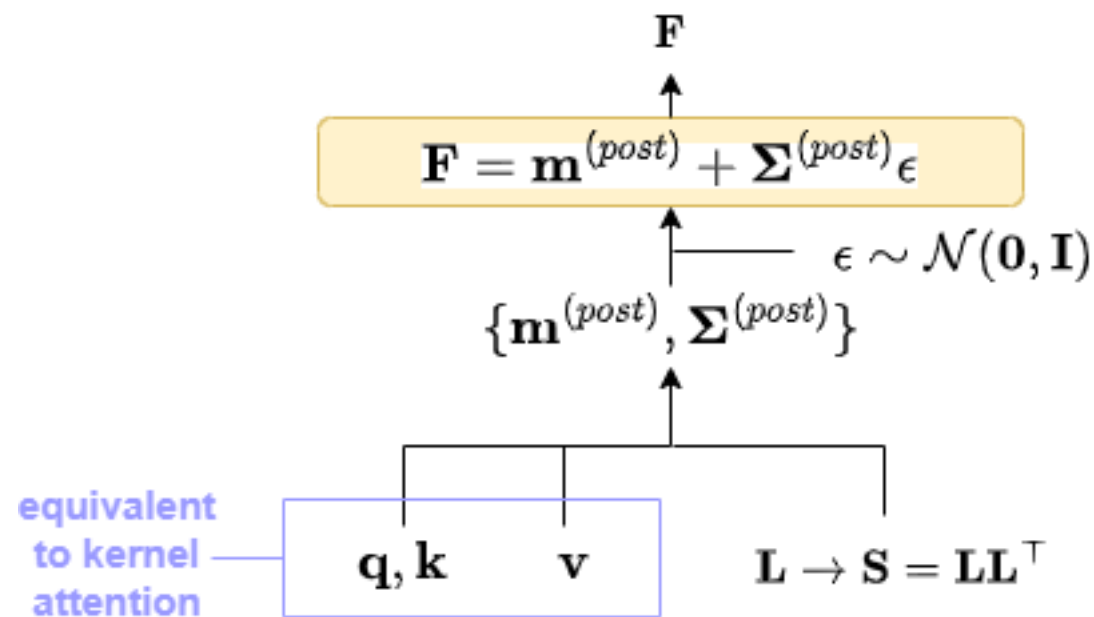 F
F = m^(post) + Σ^(post) ϵ
ϵ ∼ 𝒩(0, I)
{m^(post), Σ^(post)}
equivalent
to kernel
attention
q, k
v
L → S = LL^⊤